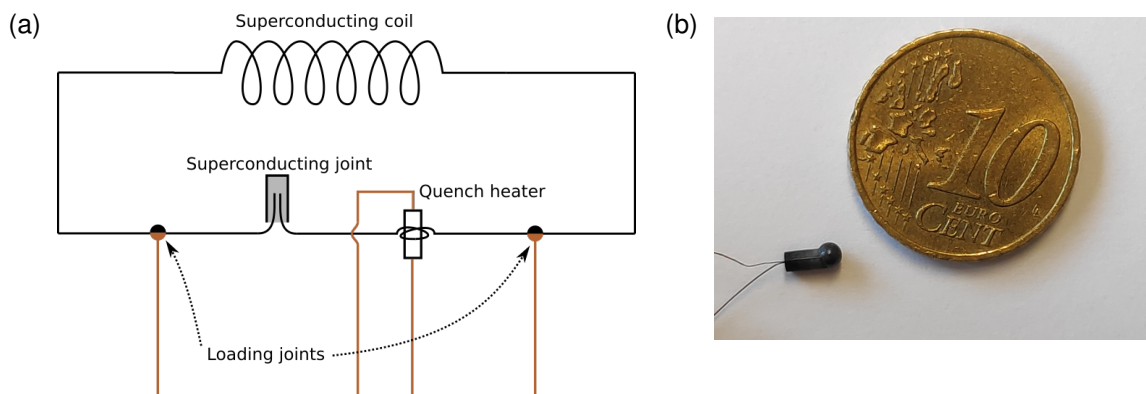 (a)
Superconducting coil
Superconducting joint
Quench heater
Loading joints
(b)
10
EURO
CENT